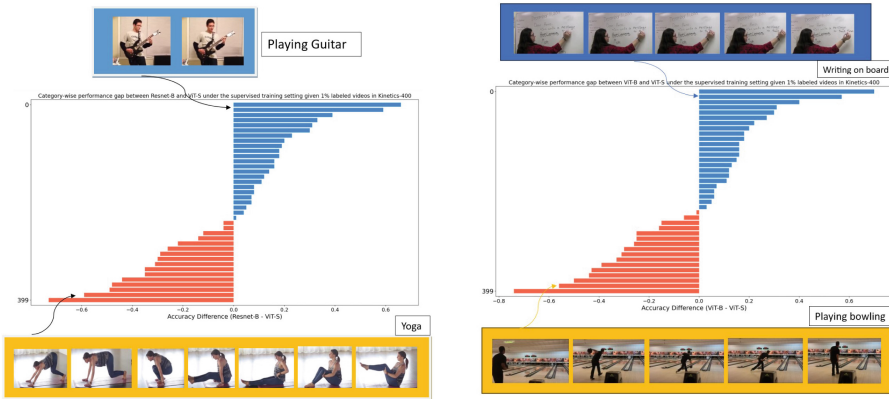 Playing Guitar
Category-wise performance gap between Resnet-B and ViT-S under the supervised training setting given 1% labeled videos in Kinetics-400
0
399
−0.6
−0.4
−0.2
0.0
0.2
0.4
0.6
Accuracy Difference (Resnet-B - ViT-S)
Yoga
Writing on board
Category-wise performance gap between ViT-B and ViT-S under the supervised training setting given 1% labeled videos in Kinetics-400
0
399
−0.8
−0.6
−0.4
−0.2
0.0
0.2
0.4
0.6
Accuracy Difference (ViT-B - ViT-S)
Playing bowling